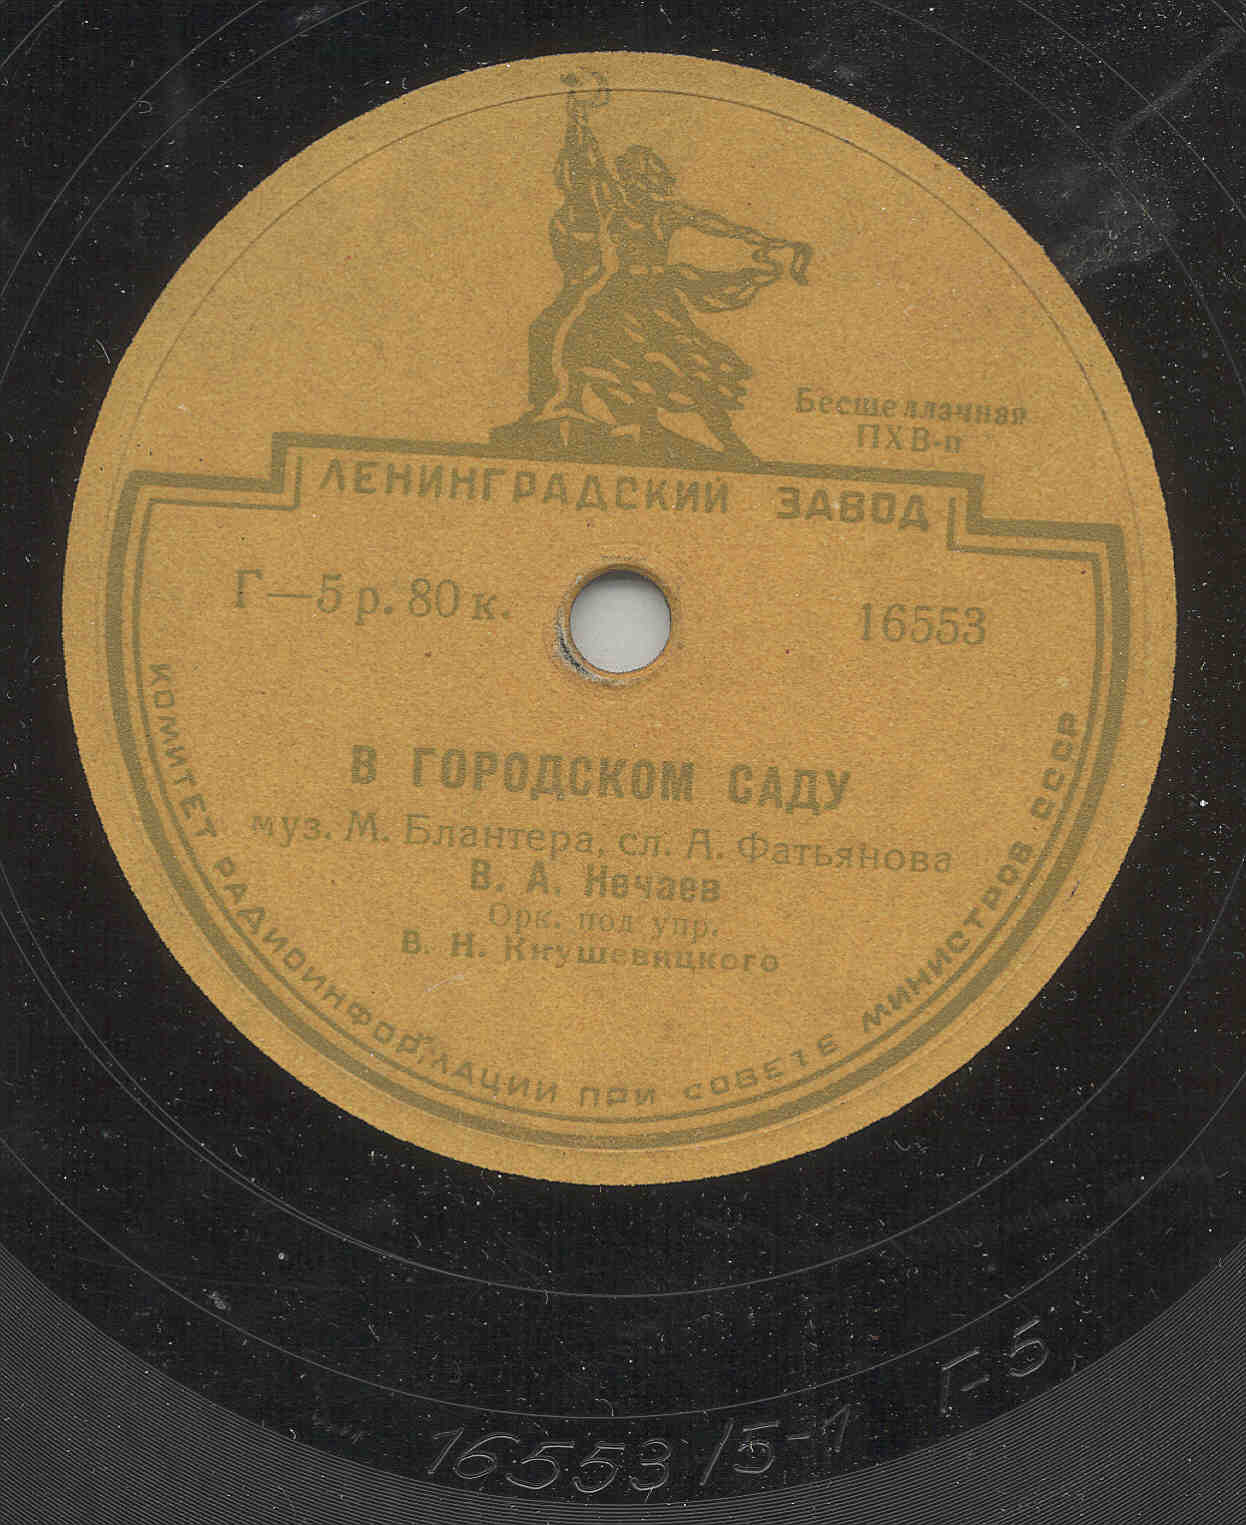 Бесшеллачная
ПХВ-п
ЛЕНИНГРАДСКИЙ ЗАВОД
Г—5 р. 80 к.
16553
В ГОРОДСКОМ САДУ
муз. М. Блантера, сл. А. Фатьянова
В. А. Нечаев
Орк. под упр.
В. Н. Кнушевицкого
КОМИТЕТ РАДИОИНФОРМАЦИИ ПРИ СОВЕТЕ МИНИСТРОВ СССР
16553/5-1
Г-5